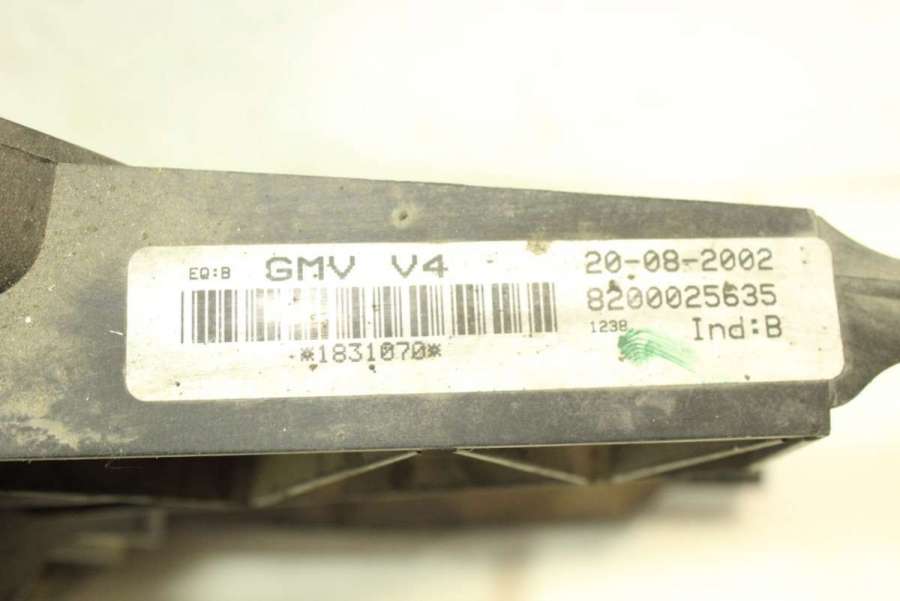 EQ:B GMV V4 20-08-2002
8200025635
1238 Ind:B
*1831070*